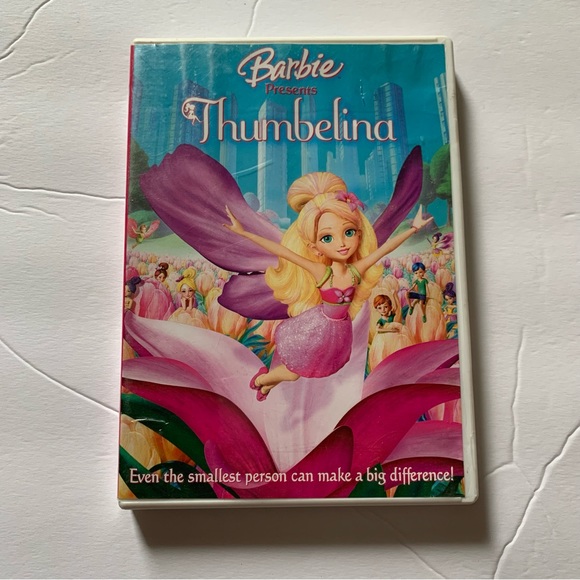 Barbie
Presents
Thumbelina
Even the smallest person can make a big difference!